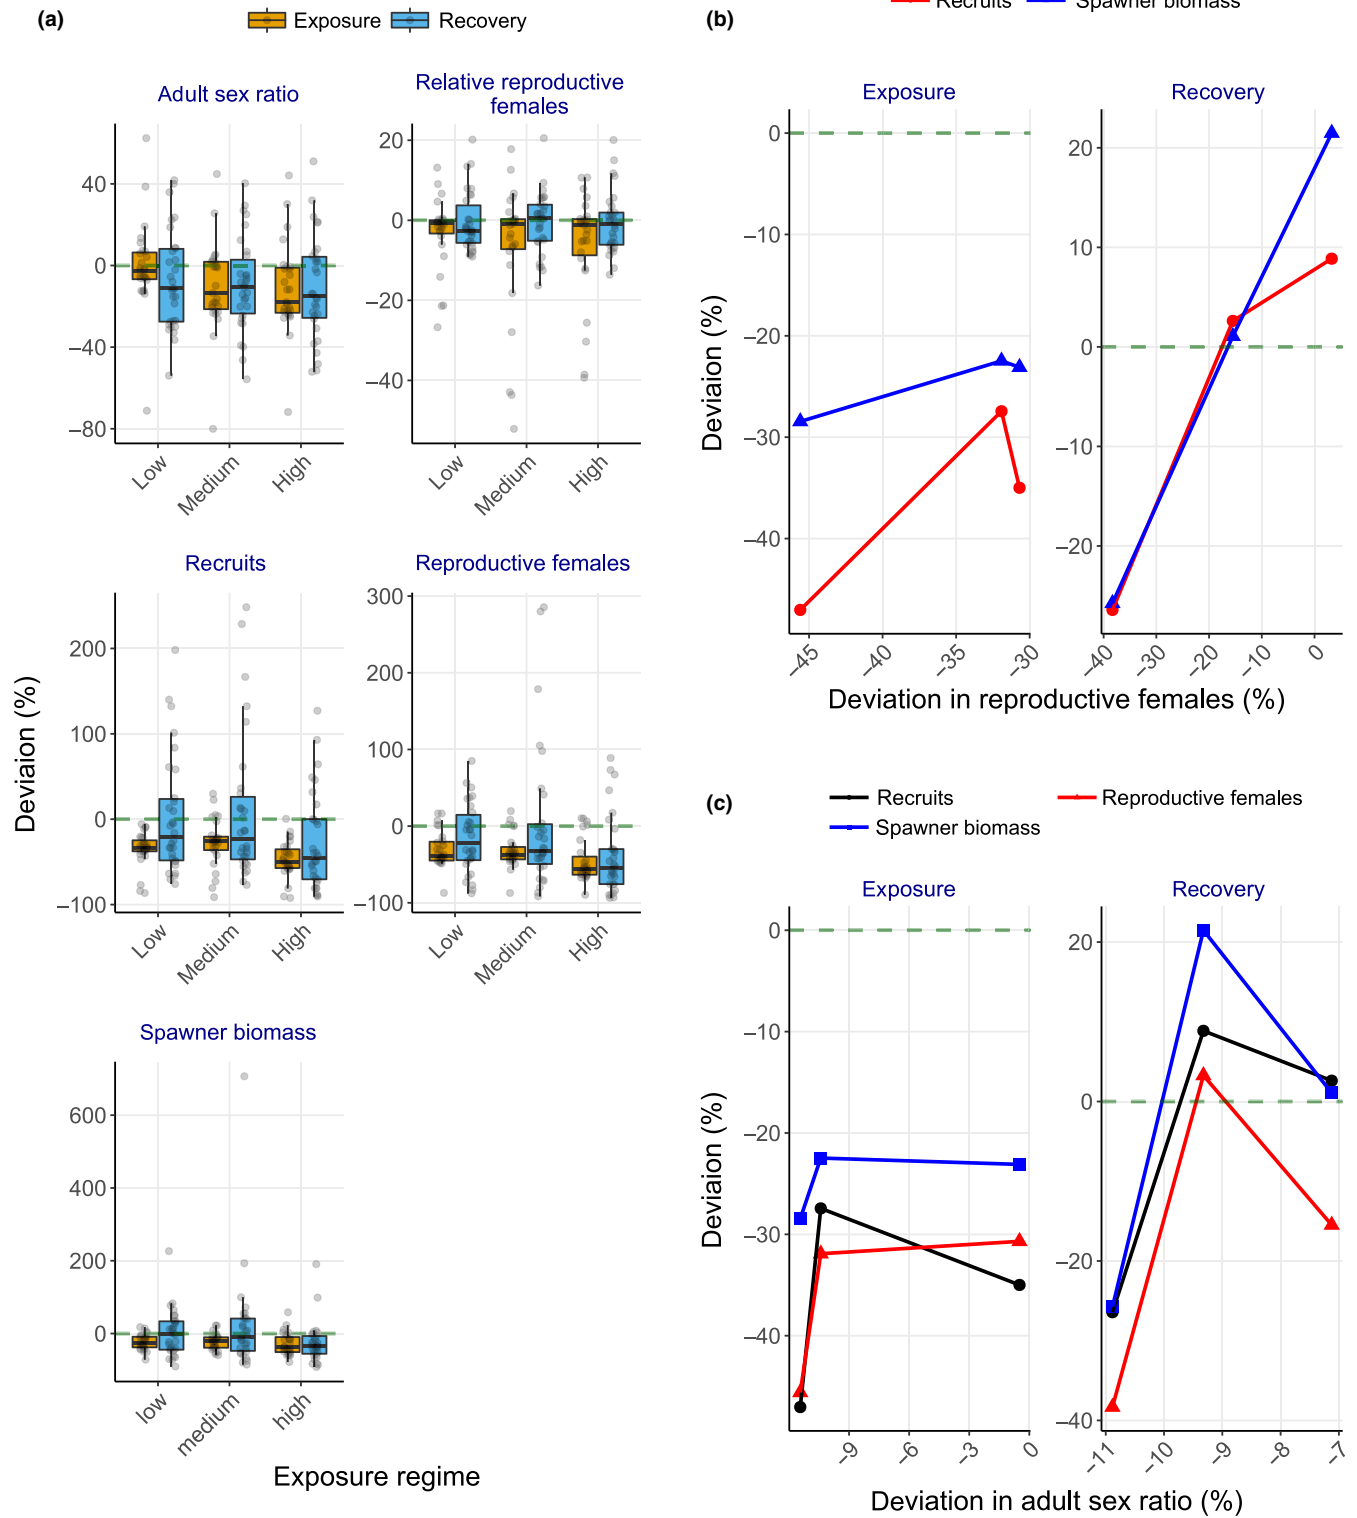 (a)
Exposure Recovery
Adult sex ratio
40
0
−40
−80
Low
Medium
High
Relative reproductive
females
20
0
−20
−40
Low
Medium
High
Deviaion (%)
Recruits
200
100
0
−100
Low
Medium
High
Reproductive females
300
200
100
0
−100
Low
Medium
High
Spawner biomass
600
400
200
0
low
medium
high
Exposure regime
(b)
Recruits Spawner biomass
Deviaion (%)
Exposure
0
−10
−20
−30
−40
−45
−40
−35
−30
Recovery
20
10
0
−10
−20
−40
−30
−20
−10
0
Deviation in reproductive females (%)
(c)
Recruits Reproductive females
Spawner biomass
Deviaion (%)
Exposure
0
−10
−20
−30
−40
−9
−6
−3
0
Recovery
20
0
−20
−40
−11
−10
−9
−8
−7
Deviation in adult sex ratio (%)